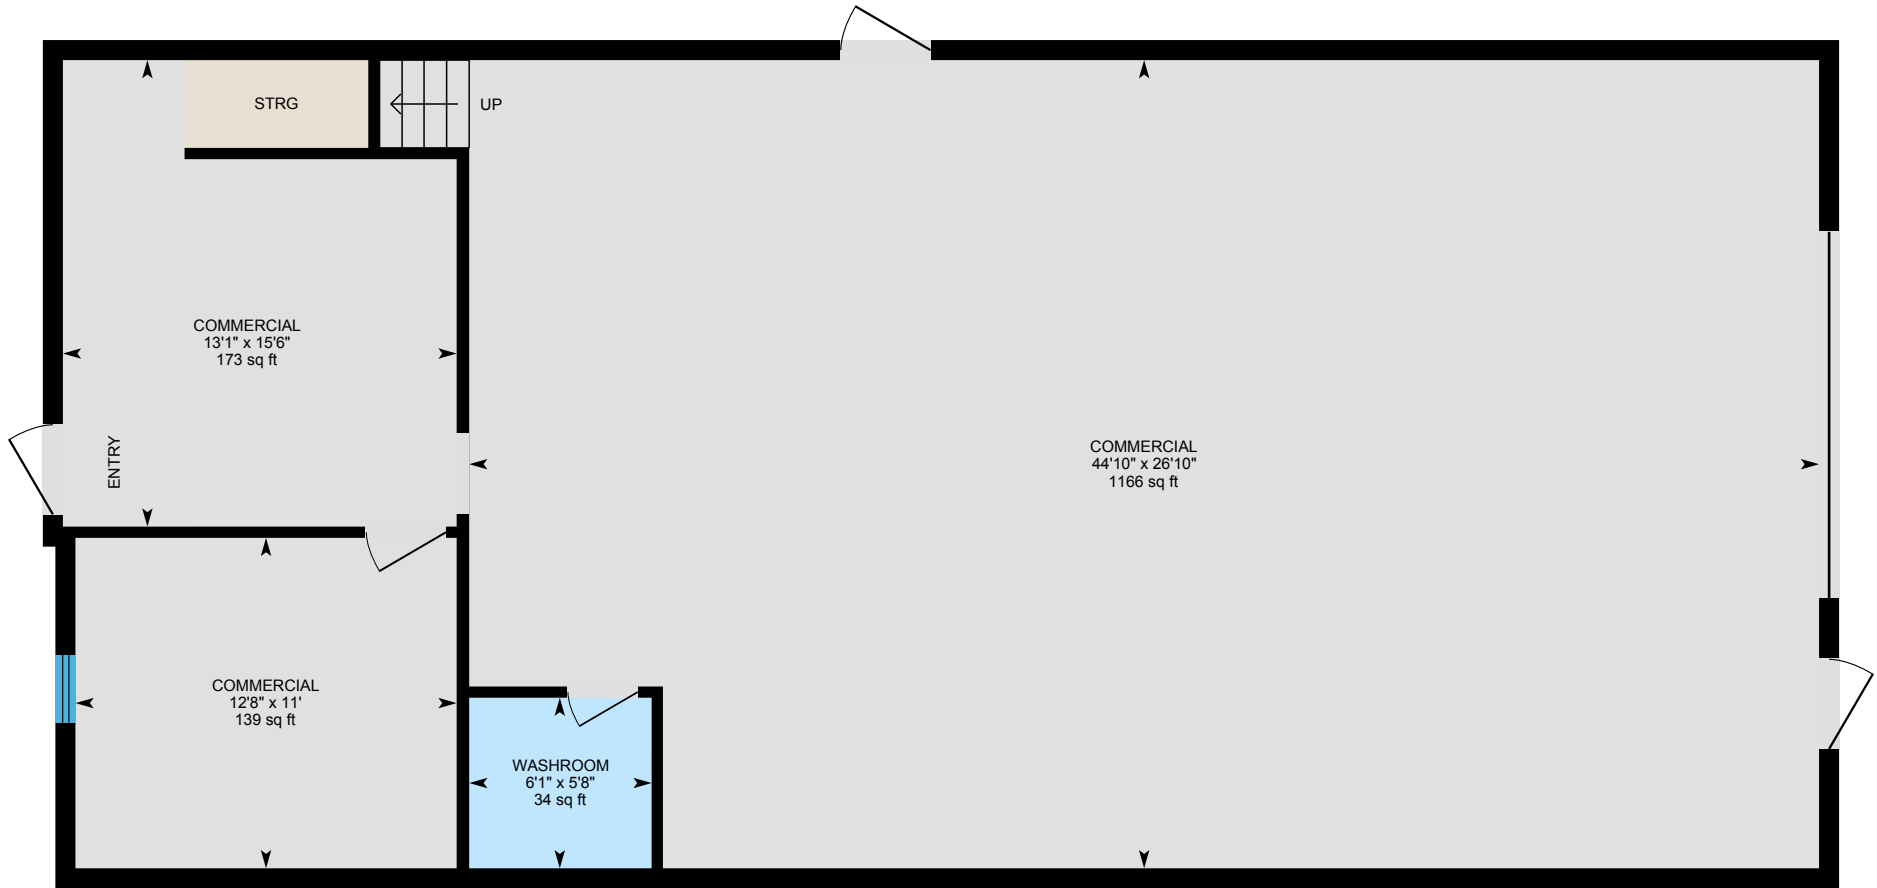 STRG
UP
COMMERCIAL
13'1" x 15'6"
173 sq ft
ENTRY
COMMERCIAL
44'10" x 26'10"
1166 sq ft
COMMERCIAL
12'8" x 11'
139 sq ft
WASHROOM
6'1" x 5'8"
34 sq ft